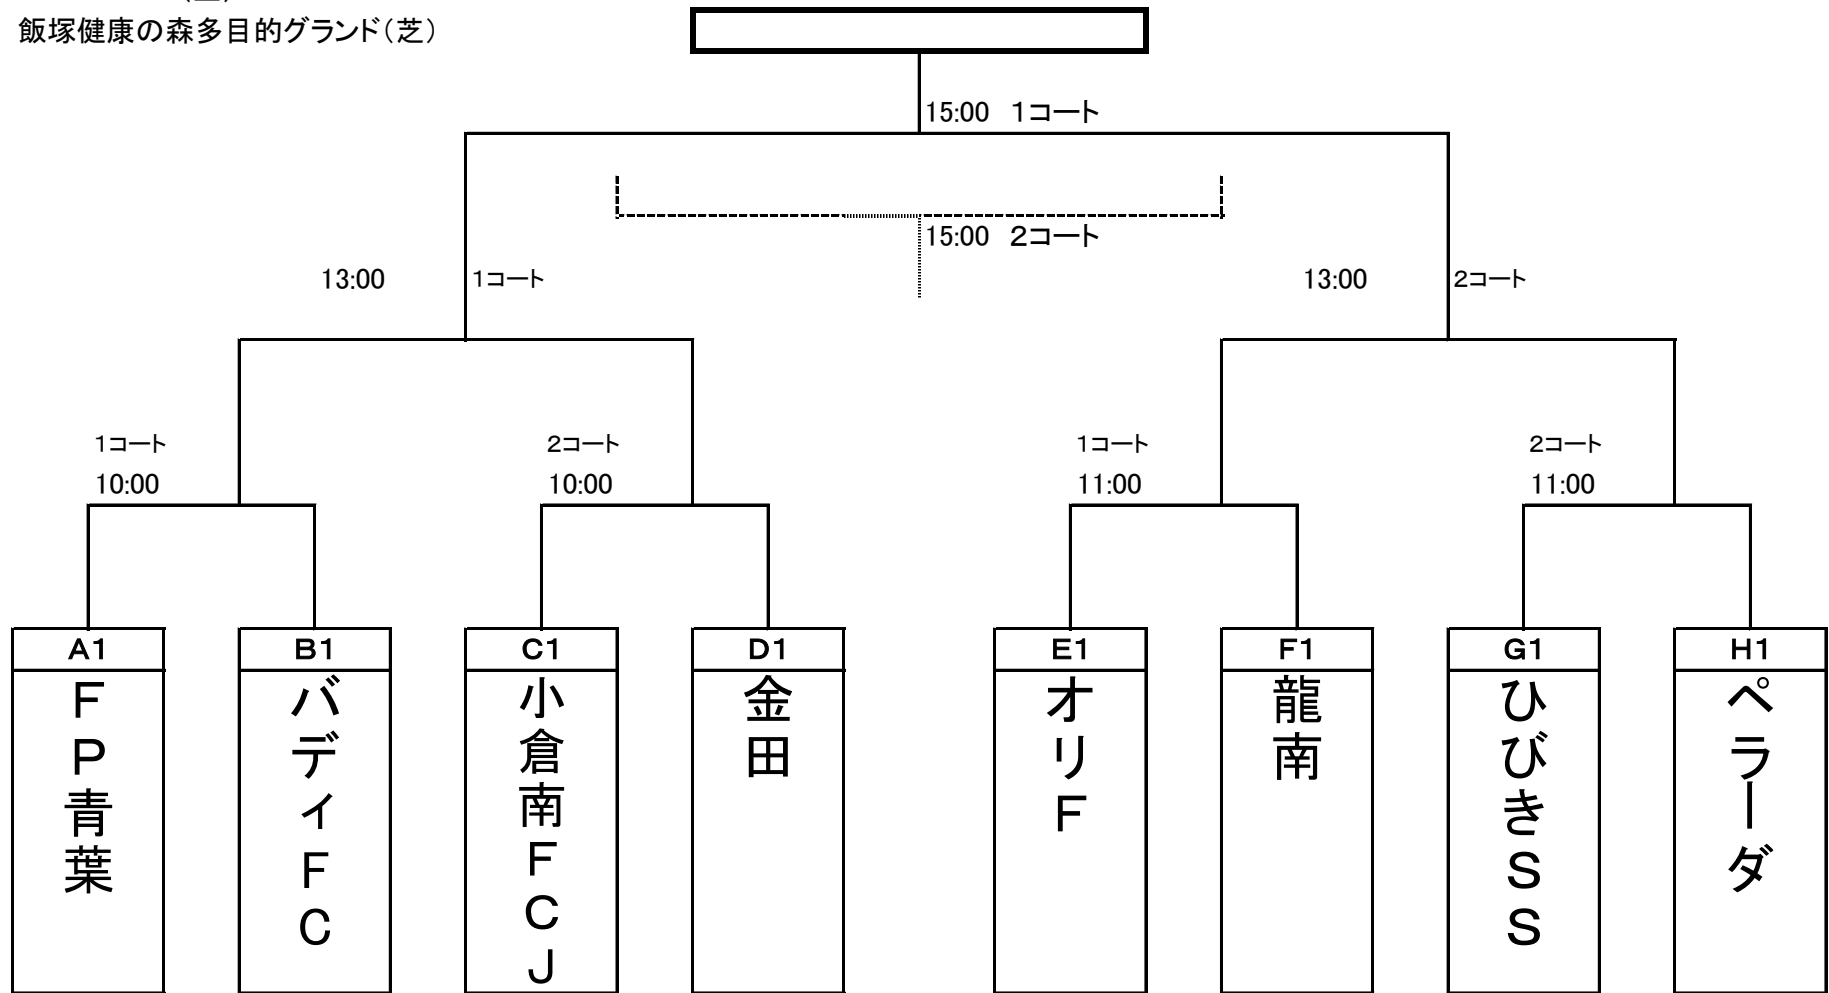 飯塚健康の森多目的グランド(芝)
15:00 1コート
15:00 2コート
13:00 1コート
13:00 2コート
1コート
10:00
2コート
10:00
1コート
11:00
2コート
11:00
A1
FP青葉
B1
バディFC
C1
小倉南FCJ
D1
金田
E1
オリF
F1
龍南
G1
ひびきSS
H1
ペラーダ